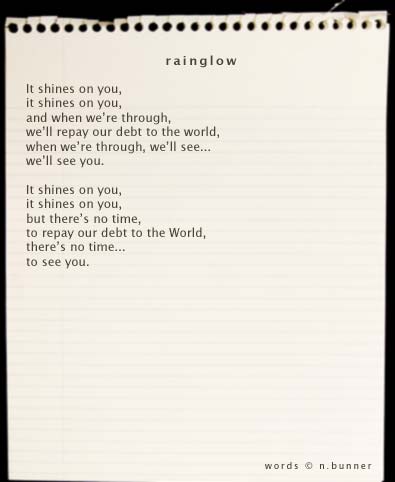 rainglow
It shines on you,
it shines on you,
and when we're through,
we'll repay our debt to the world,
when we're through, we'll see...
we'll see you.
It shines on you,
it shines on you,
but there's no time,
to repay our debt to the World,
there's no time...
to see you.
words © n.bunner